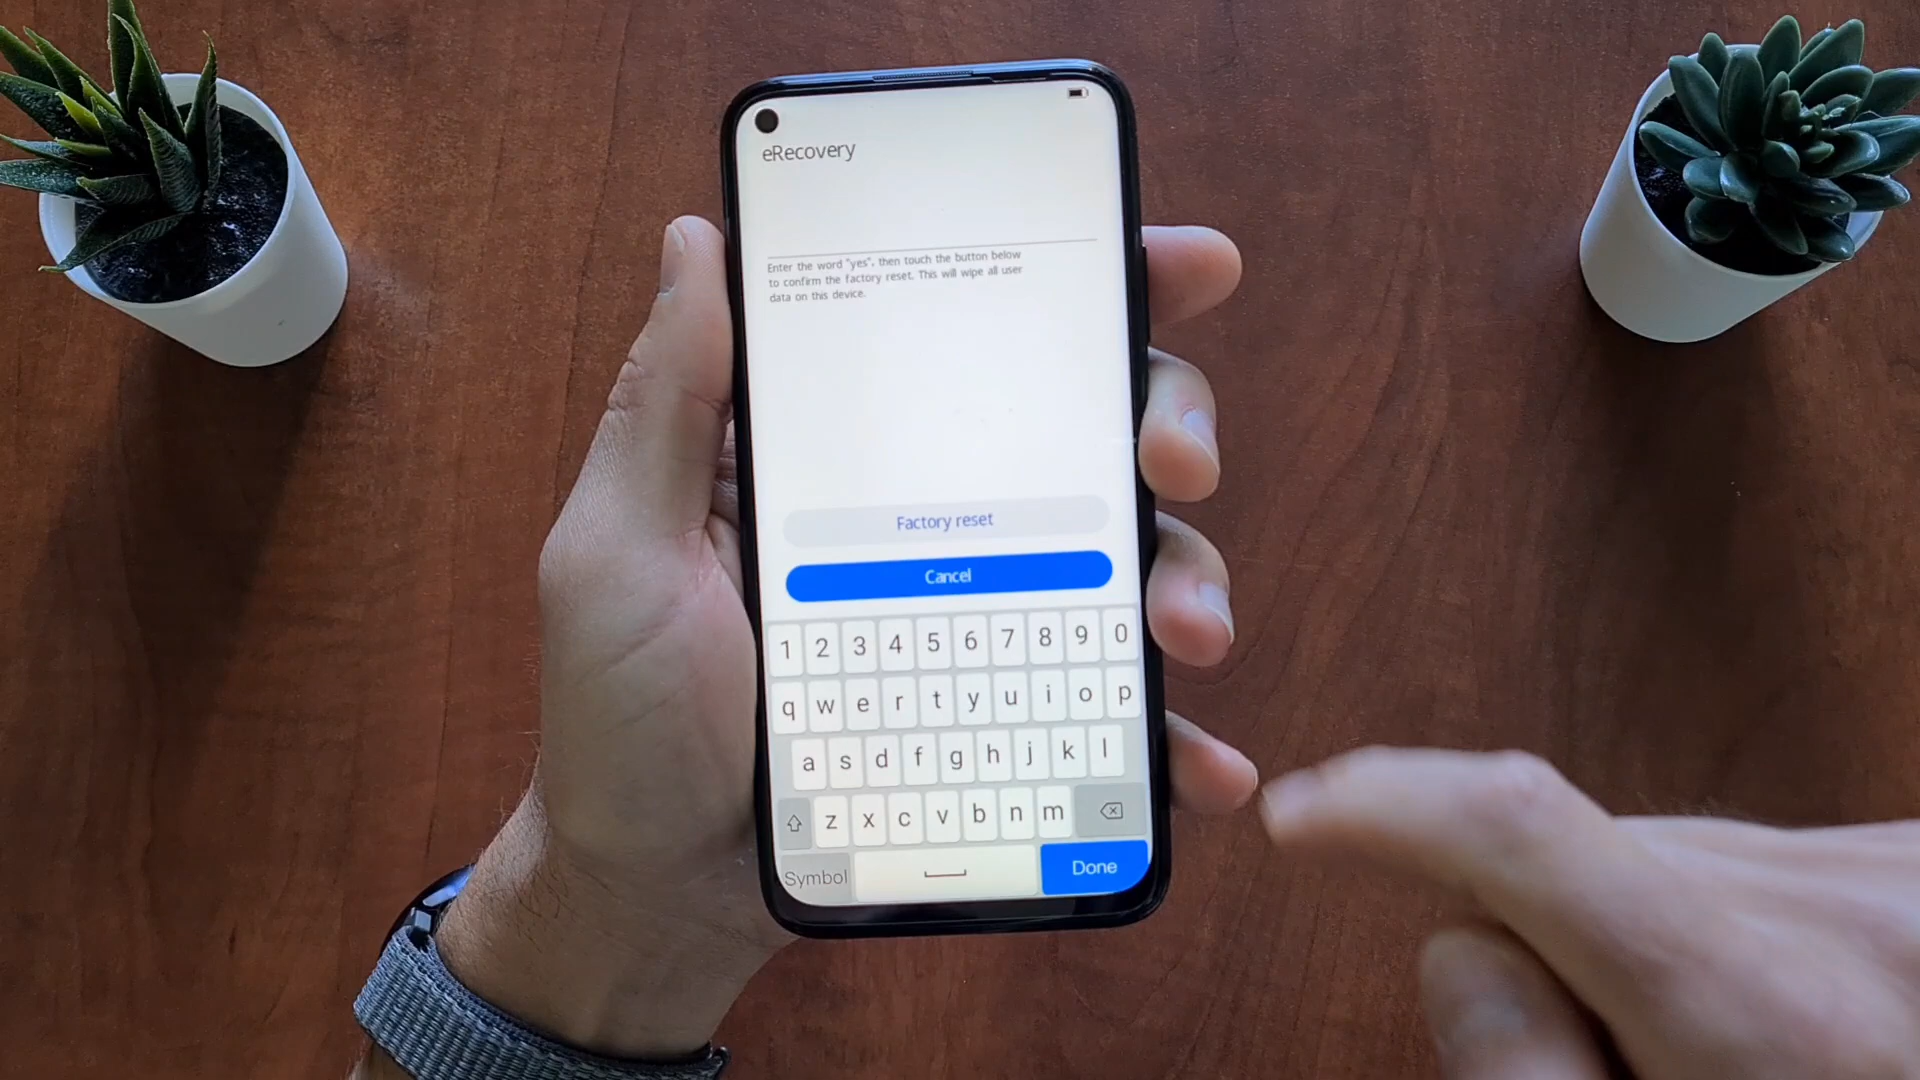 eRecovery
Enter the word "yes", then touch the button below
to confirm the factory reset. This will wipe all user
data on this device.
Factory reset
Cancel
1 2 3 4 5 6 7 8 9 0
q w e r t y u i o p
a s d f g h j k l
z x c v b n m
Symbol Done